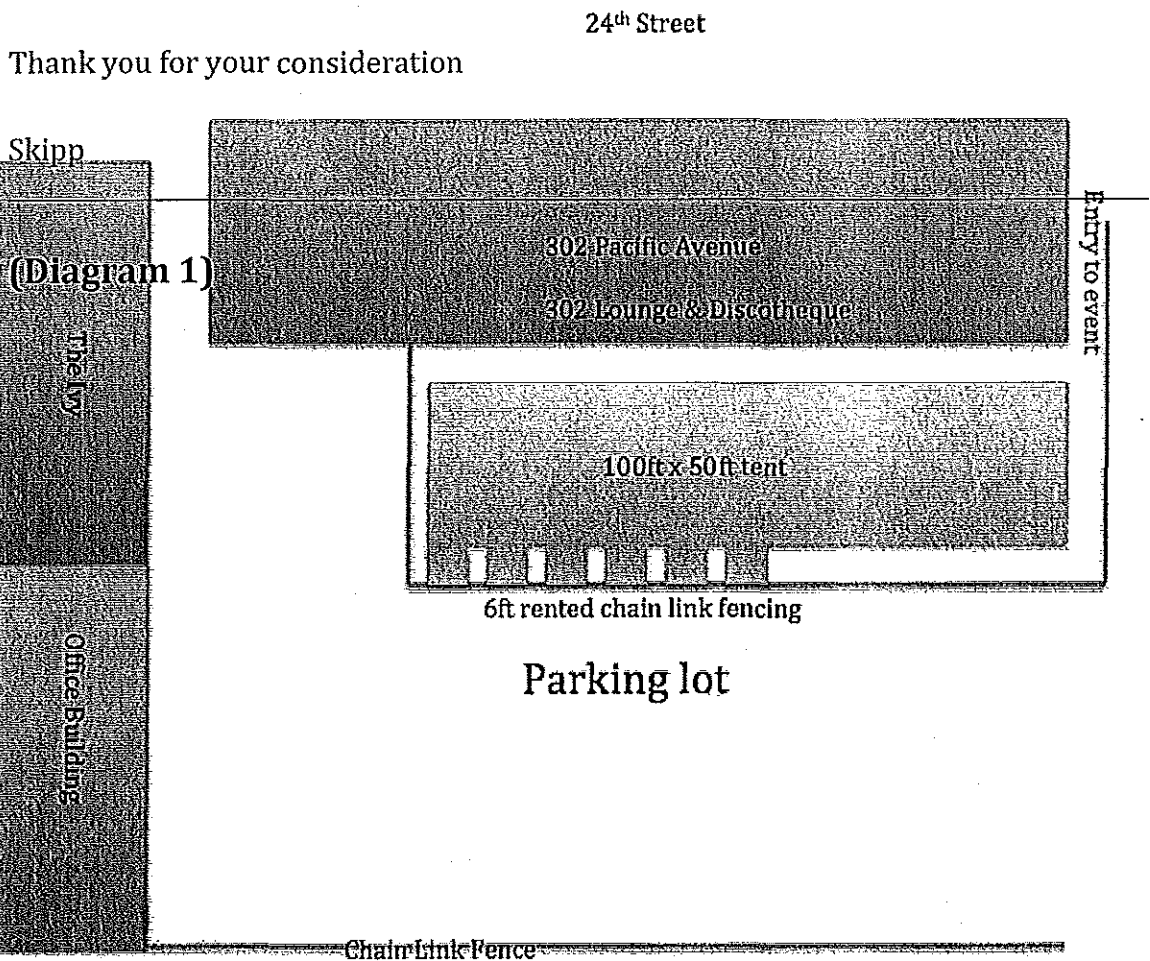 24th Street
Thank you for your consideration
Skipp
(Diagram 1)
302 Pacific Avenue
302 Lounge & Discotheque
Entry to event
The Ivy
100ft x 50ft tent
6ft rented chain link fencing
Parking lot
Office Building
Chain Link Fence